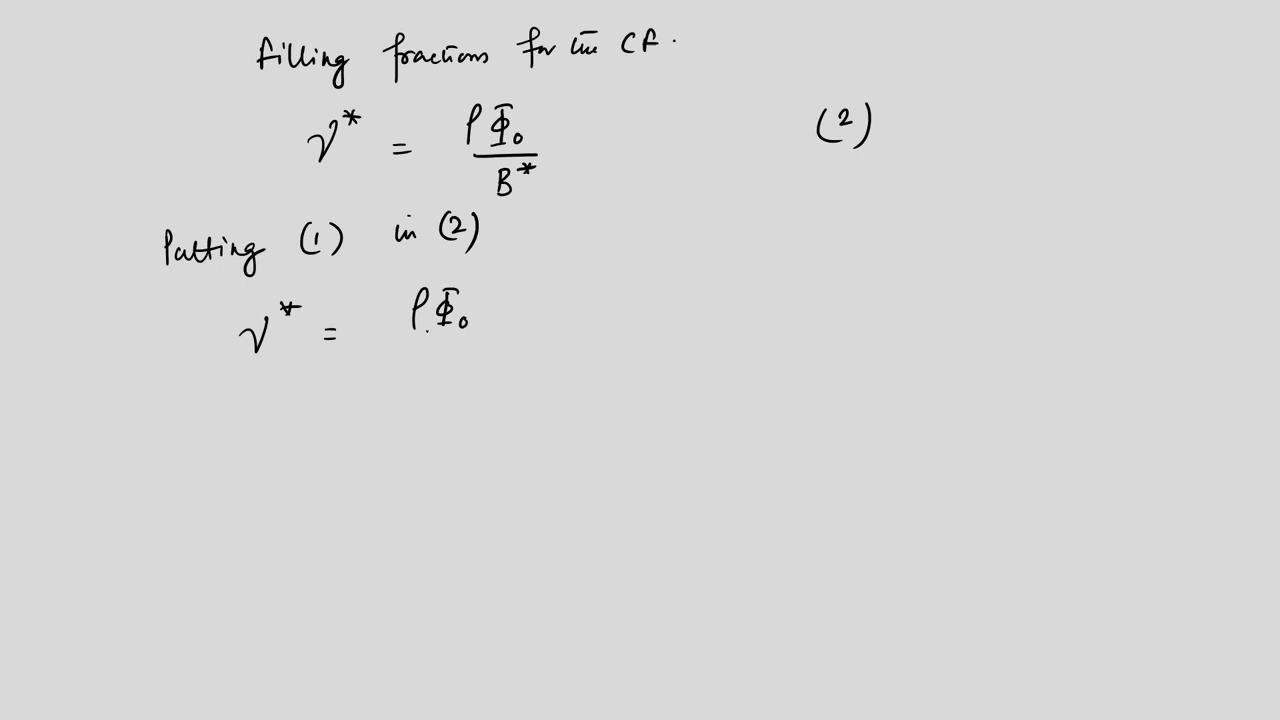 filling fractions for the CF.
ν* = ρΦ₀ / B* (2)
Putting (1) in (2)
ν* = ρΦ₀